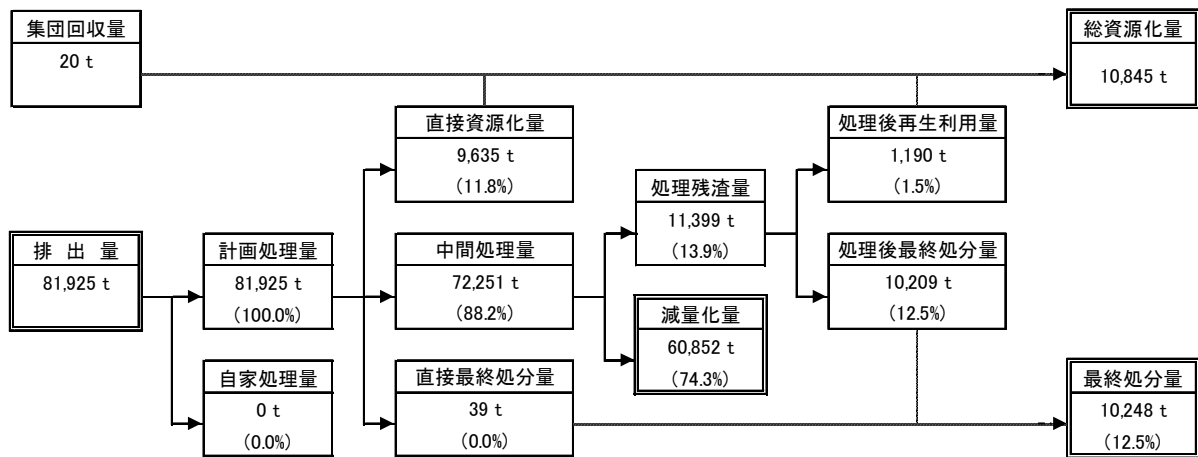 集団回収量
20 t
総資源化量
10,845 t
直接資源化量
9,635 t
(11.8%)
処理後再生利用量
1,190 t
(1.5%)
処理残渣量
11,399 t
(13.9%)
排 出 量
81,925 t
計画処理量
81,925 t
(100.0%)
中間処理量
72,251 t
(88.2%)
処理後最終処分量
10,209 t
(12.5%)
減量化量
60,852 t
(74.3%)
自家処理量
0 t
(0.0%)
直接最終処分量
39 t
(0.0%)
最終処分量
10,248 t
(12.5%)